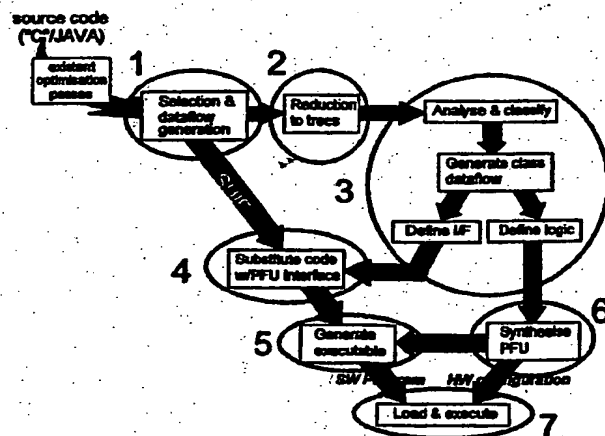 source code
("C"/JAVA)
existent
optimisation
passes
1
Selection &
dataflow
generation
2
Reduction
to trees
Analyse & classify
Generate class
dataflow
3
Define I/F
Define logic
4
Substitute code
w/PFU Interface
5
Generate
executable
6
Synthesise
PFU
SW
HW configuration
Load & execute
7